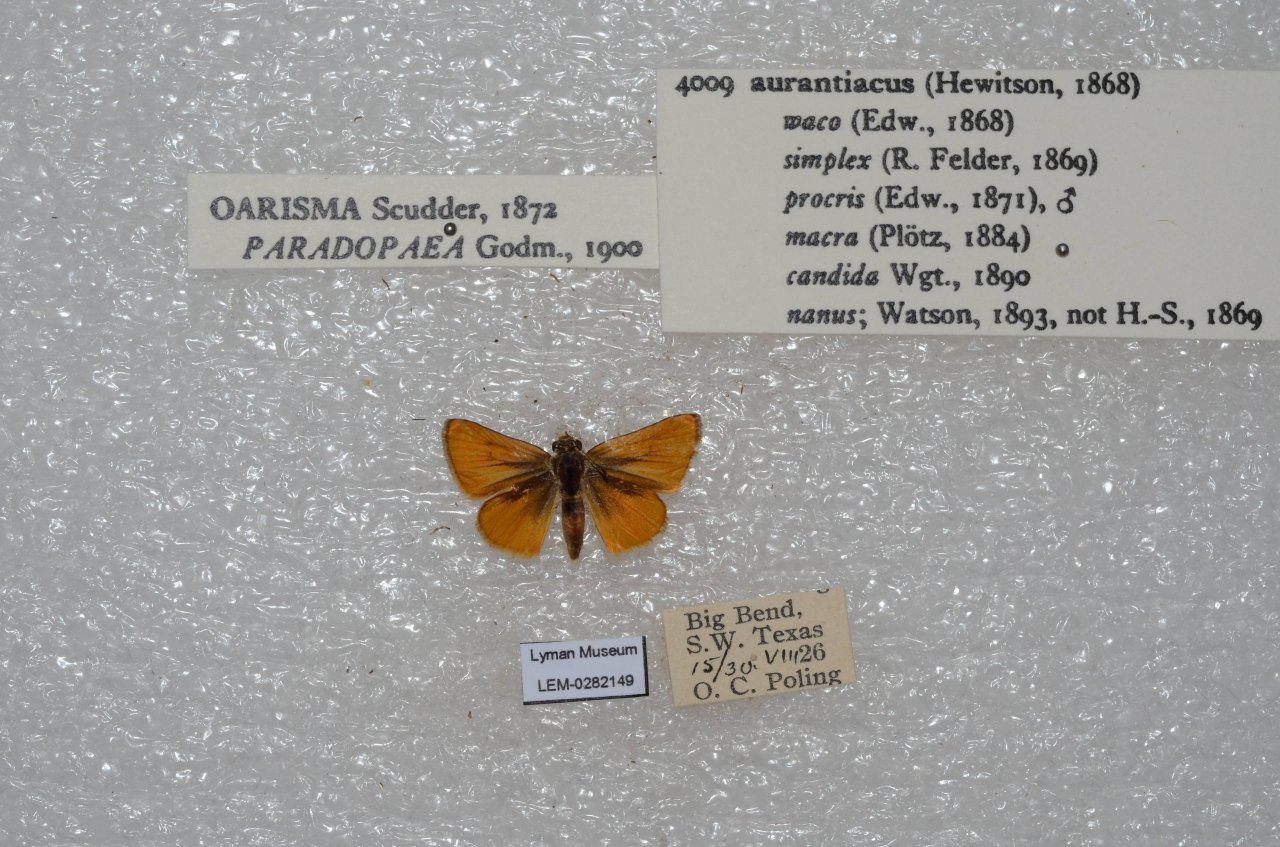 OARISMA Scudder, 1872
PARADOPAEA Godm., 1900
4009 aurantiacus (Hewitson, 1868)
waco (Edw., 1868)
simplex (R. Felder, 1869)
procris (Edw., 1871), ♂
macra (Plötz, 1884)
candida Wgt., 1890
nanus; Watson, 1893, not H.-S., 1869
Lyman Museum
LEM-0282149
Big Bend,
S.W. Texas
15/30. VIII 26
O. C. Poling